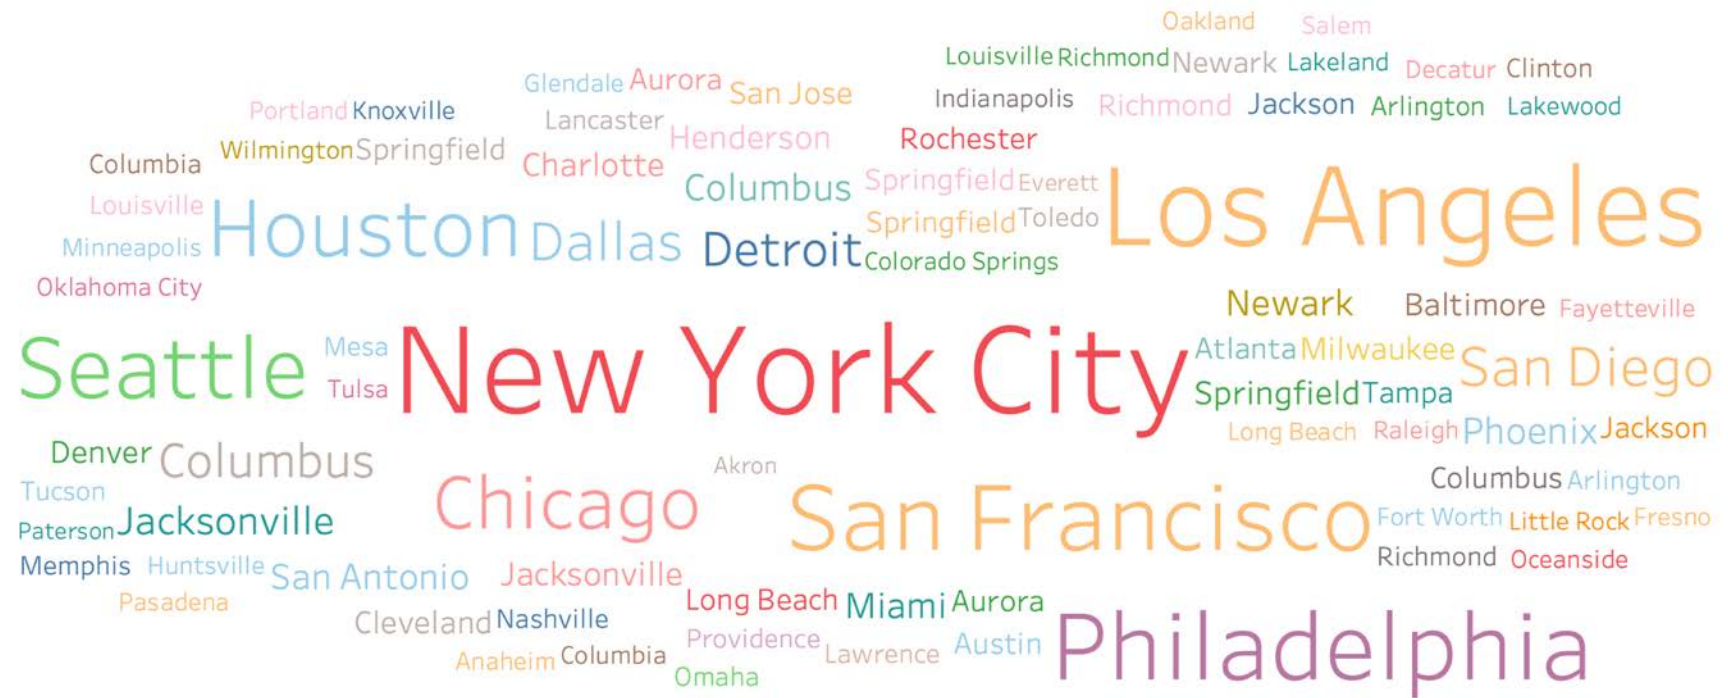 Oakland Salem
Louisville Richmond Newark Lakeland Decatur Clinton
Glendale Aurora San Jose Indianapolis Richmond Jackson Arlington Lakewood
Portland Knoxville Lancaster Henderson Rochester
Columbia Wilmington Springfield Charlotte Columbus Springfield Everett
Louisville Houston Dallas Detroit Springfield Toledo Los Angeles
Minneapolis Colorado Springs
Oklahoma City Newark Baltimore Fayetteville
Seattle Mesa New York City Atlanta Milwaukee San Diego
Tulsa Springfield Tampa
Long Beach Raleigh Phoenix Jackson
Denver Columbus Akron Columbus Arlington
Tucson Chicago San Francisco Fort Worth Little Rock Fresno
Paterson Jacksonville Richmond Oceanside
Memphis Huntsville San Antonio Jacksonville
Pasadena Long Beach Miami Aurora
Cleveland Nashville Providence Lawrence Austin Philadelphia
Anaheim Columbia Omaha